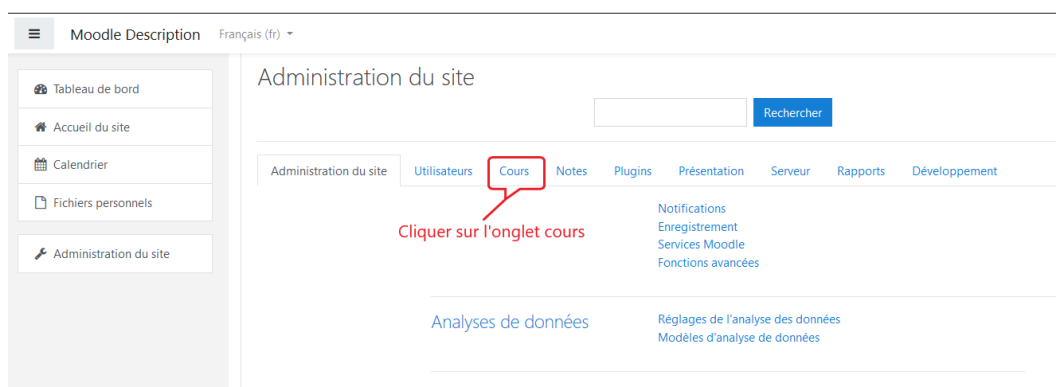 Moodle Description Français (fr)
Tableau de bord
Accueil du site
Calendrier
Fichiers personnels
Administration du site
Administration du site
Rechercher
Administration du site Utilisateurs Cours Notes Plugins Présentation Serveur Rapports Développement
Cliquer sur l'onglet cours
Notifications
Enregistrement
Services Moodle
Fonctions avancées
Analyses de données
Réglages de l'analyse des données
Modèles d'analyse de données